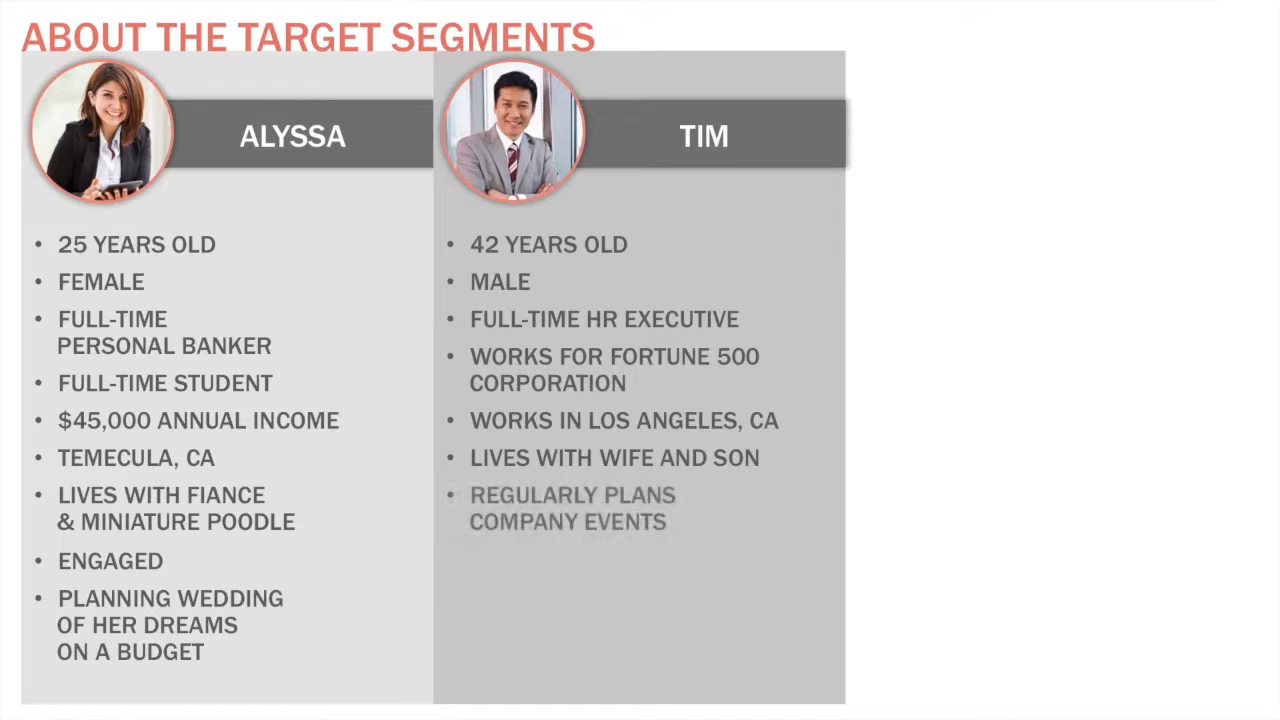 ABOUT THE TARGET SEGMENTS
ALYSSA
• 25 YEARS OLD
• FEMALE
• FULL-TIME
PERSONAL BANKER
• FULL-TIME STUDENT
• $45,000 ANNUAL INCOME
• TEMECULA, CA
• LIVES WITH FIANCE
& MINIATURE POODLE
• ENGAGED
• PLANNING WEDDING
OF HER DREAMS
ON A BUDGET
TIM
• 42 YEARS OLD
• MALE
• FULL-TIME HR EXECUTIVE
• WORKS FOR FORTUNE 500
CORPORATION
• WORKS IN LOS ANGELES, CA
• LIVES WITH WIFE AND SON
• REGULARLY PLANS
COMPANY EVENTS